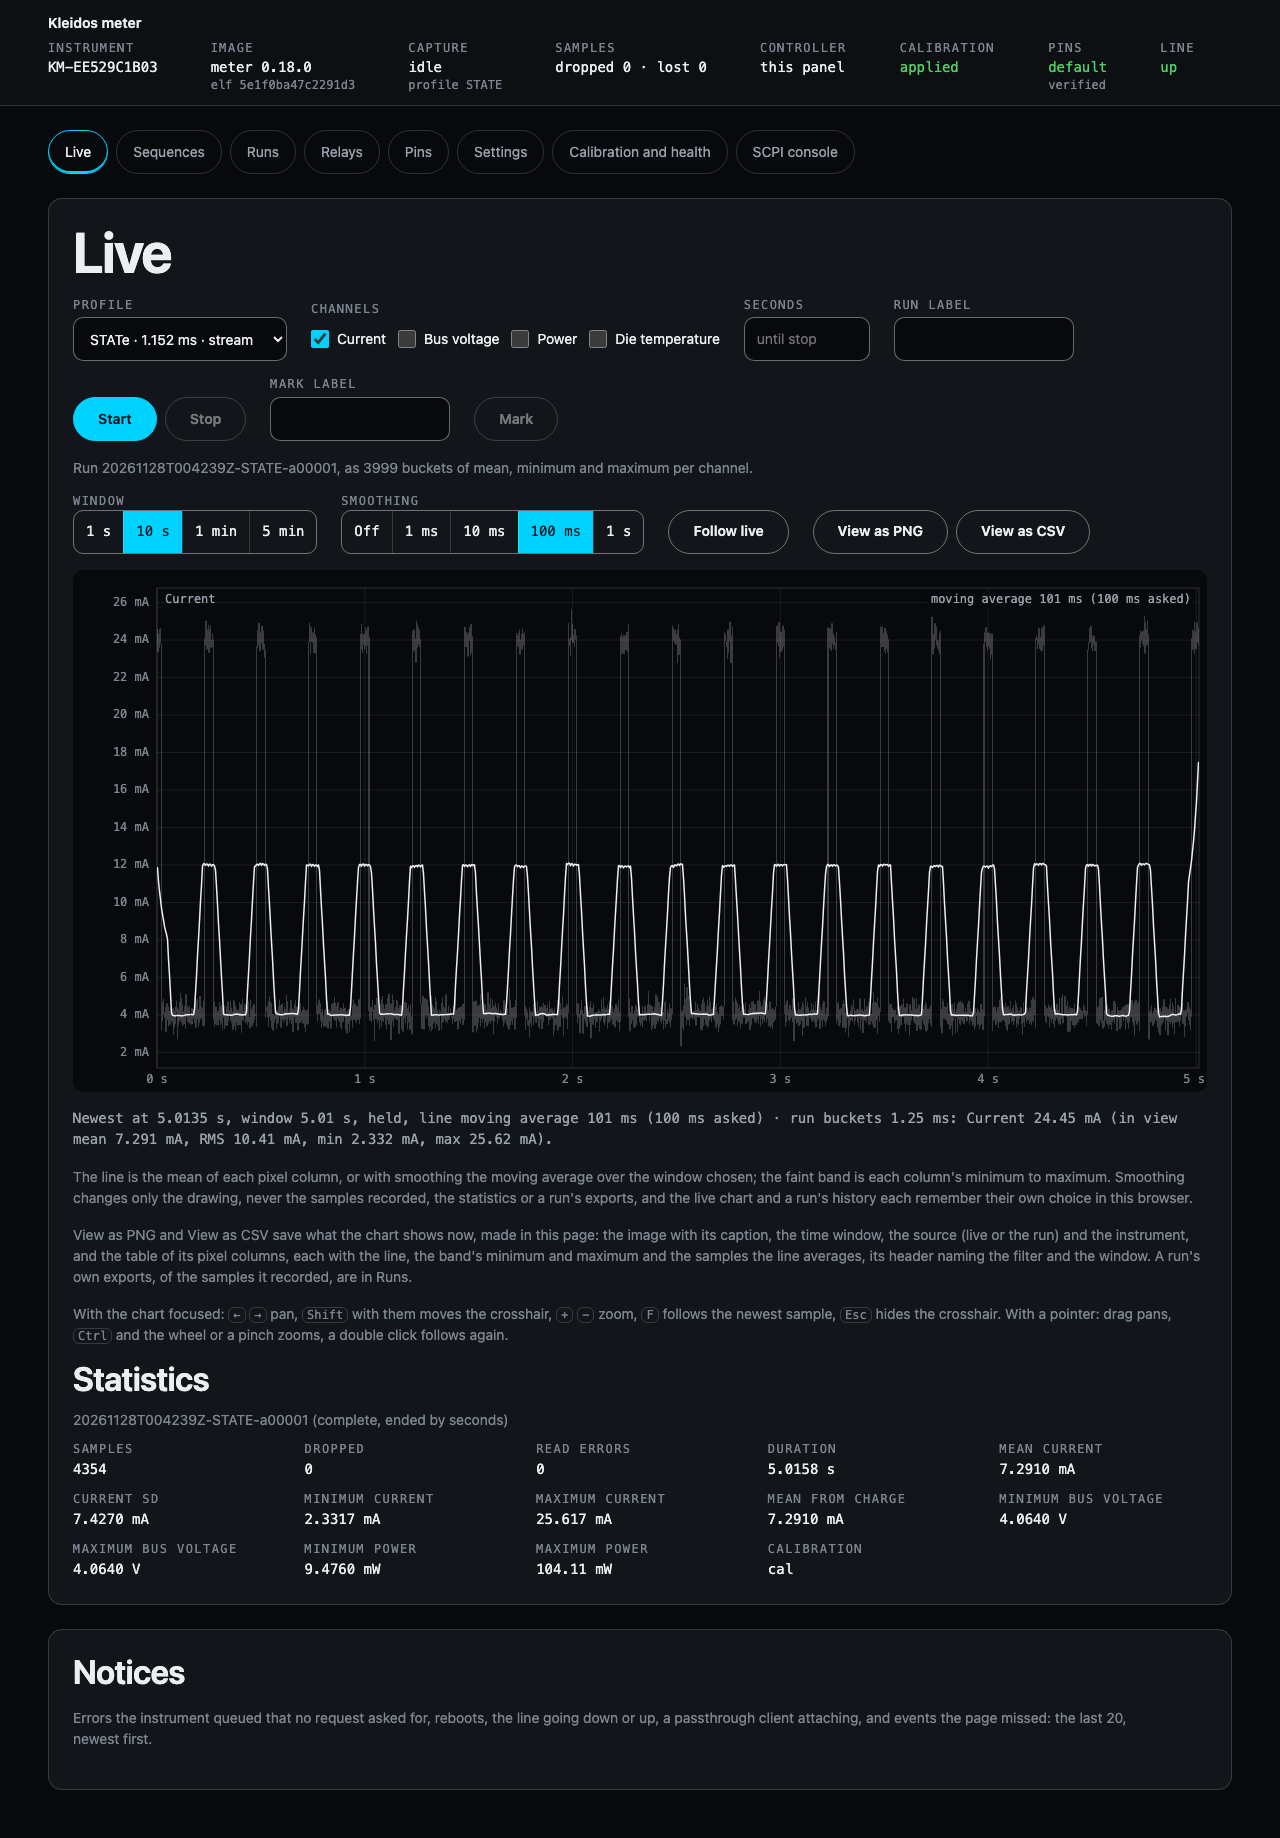 Kleidos meter
INSTRUMENT IMAGE CAPTURE SAMPLES CONTROLLER CALIBRATION PINS LINE
KM-EE529C1B03 meter 0.18.0 idle dropped 0 · lost 0 this panel applied default up
elf 5e1f0ba47c2291d3 profile STATE verified
Live Sequences Runs Relays Pins Settings Calibration and health SCPI console
Live
PROFILE CHANNELS SECONDS RUN LABEL
STATe · 1.152 ms · stream Current Bus voltage Power Die temperature until stop
MARK LABEL
Start Stop Mark
Run 20261128T004239Z-STATE-a00001, as 3999 buckets of mean, minimum and maximum per channel.
WINDOW SMOOTHING
1 s 10 s 1 min 5 min Off 1 ms 10 ms 100 ms 1 s Follow live View as PNG View as CSV
Current moving average 101 ms (100 ms asked)
26 mA
24 mA
22 mA
20 mA
18 mA
16 mA
14 mA
12 mA
10 mA
8 mA
6 mA
4 mA
2 mA
0 s 1 s 2 s 3 s 4 s 5 s
Newest at 5.0135 s, window 5.01 s, held, line moving average 101 ms (100 ms asked) · run buckets 1.25 ms: Current 24.45 mA (in view
mean 7.291 mA, RMS 10.41 mA, min 2.332 mA, max 25.62 mA).
The line is the mean of each pixel column, or with smoothing the moving average over the window chosen; the faint band is each column's minimum to maximum. Smoothing
changes only the drawing, never the samples recorded, the statistics or a run's exports, and the live chart and a run's history each remember their own choice in this browser.
View as PNG and View as CSV save what the chart shows now, made in this page: the image with its caption, the time window, the source (live or the run) and the instrument,
and the table of its pixel columns, each with the line, the band's minimum and maximum and the samples the line averages, its header naming the filter and the window. A run's
own exports, of the samples it recorded, are in Runs.
With the chart focused: ← → pan, Shift with them moves the crosshair, + − zoom, F follows the newest sample, Esc hides the crosshair. With a pointer: drag pans,
Ctrl and the wheel or a pinch zooms, a double click follows again.
Statistics
20261128T004239Z-STATE-a00001 (complete, ended by seconds)
SAMPLES DROPPED READ ERRORS DURATION MEAN CURRENT
4354 0 0 5.0158 s 7.2910 mA
CURRENT SD MINIMUM CURRENT MAXIMUM CURRENT MEAN FROM CHARGE MINIMUM BUS VOLTAGE
7.4270 mA 2.3317 mA 25.617 mA 7.2910 mA 4.0640 V
MAXIMUM BUS VOLTAGE MINIMUM POWER MAXIMUM POWER CALIBRATION
4.0640 V 9.4760 mW 104.11 mW cal
Notices
Errors the instrument queued that no request asked for, reboots, the line going down or up, a passthrough client attaching, and events the page missed: the last 20,
newest first.